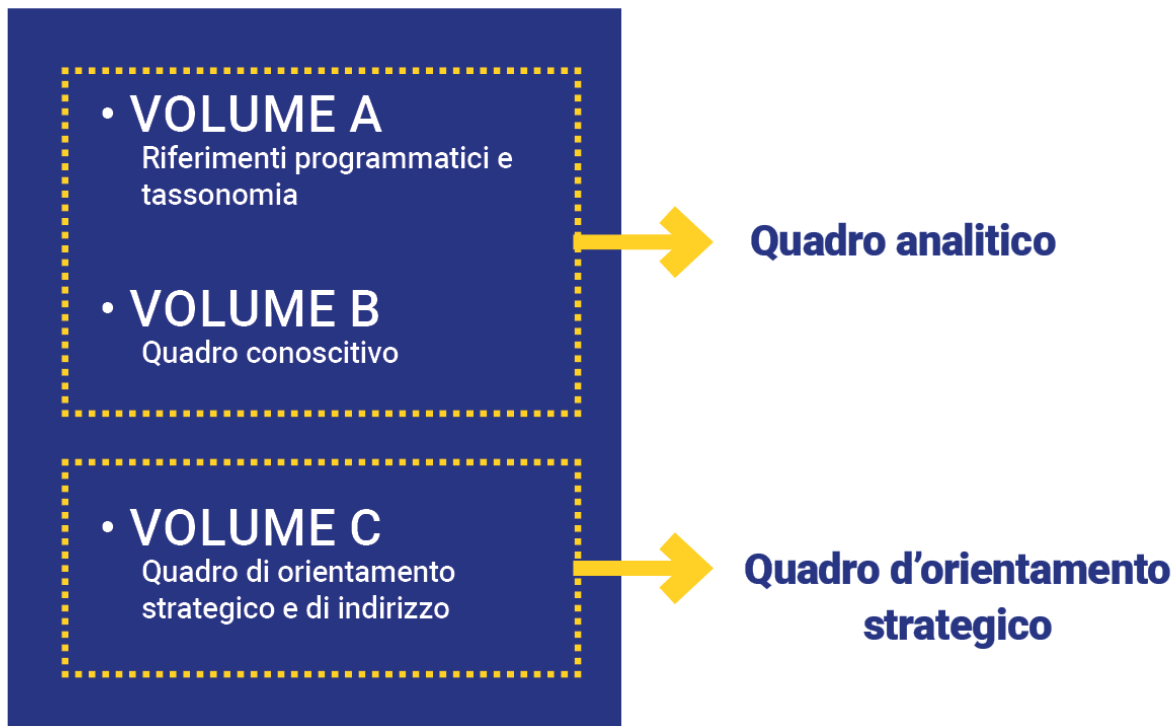 • VOLUME A
Riferimenti programmatici e
tassonomia
Quadro analitico
• VOLUME B
Quadro conoscitivo
• VOLUME C
Quadro di orientamento
strategico e di indirizzo
Quadro d’orientamento
strategico